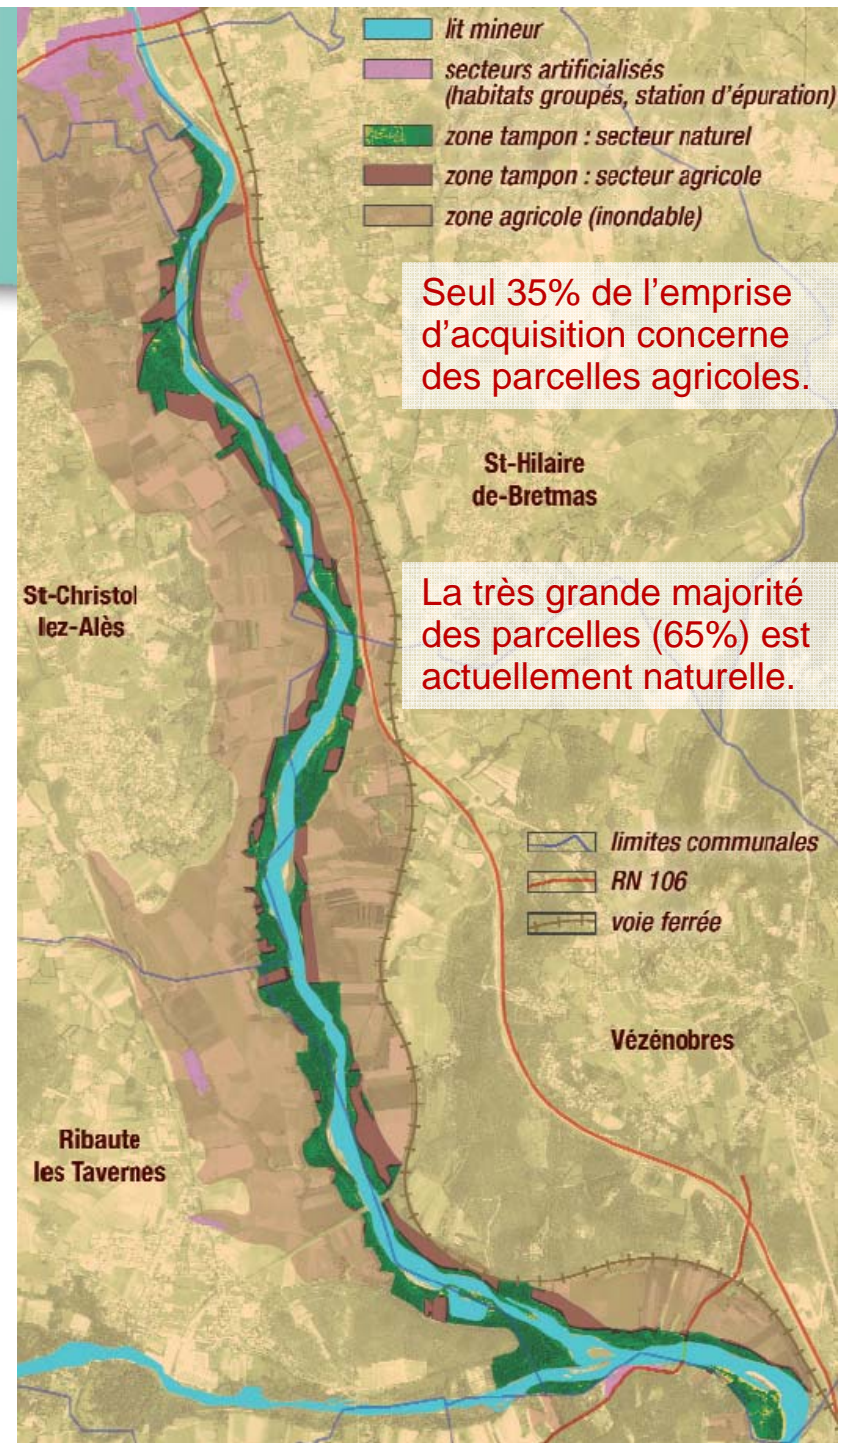 lit mineur
secteurs artificialisés
(habitats groupés, station d'épuration)
zone tampon : secteur naturel
zone tampon : secteur agricole
zone agricole (inondable)
Seul 35% de l’emprise
d’acquisition concerne
des parcelles agricoles.
St-Hilaire
de-Bretmas
St-Christol
lez-Alès
La très grande majorité
des parcelles (65%) est
actuellement naturelle.
limites communales
RN 106
voie ferrée
Vézénobres
Ribaute
les Tavernes